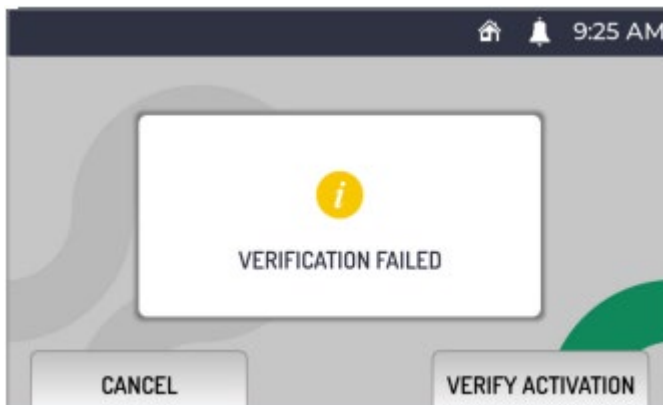 9:25 AM
i
VERIFICATION FAILED
CANCEL
VERIFY ACTIVATION